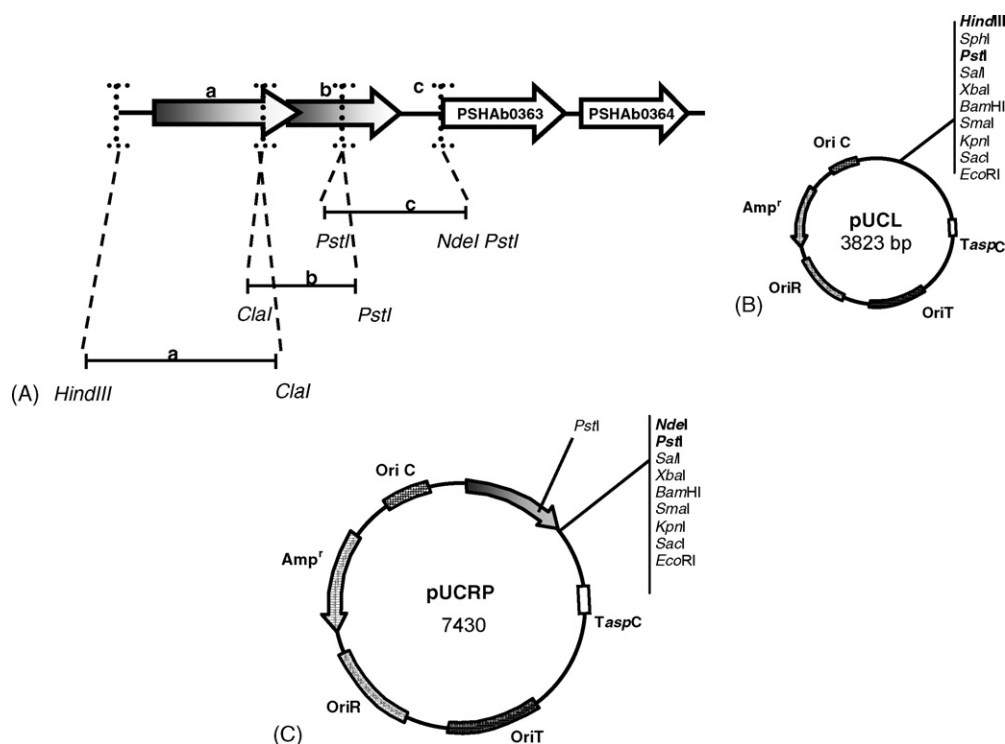 a
b
c
PSHAb0363
PSHAb0364
c
PstI
NdeI PstI
b
ClaI
PstI
a
HindIII
ClaI
(A)
HindIII
SphI
PstI
SalI
XbaI
BamHI
SmaI
KpnI
SacI
EcoRI
Ori C
Ampr
pUCL
3823 bp
TaspC
OriR
OriT
(B)
PstI
NdeI
PstI
SalI
XbaI
BamHI
SmaI
KpnI
SacI
EcoRI
Ori C
Ampr
pUCRP
7430
TaspC
OriR
OriT
(C)